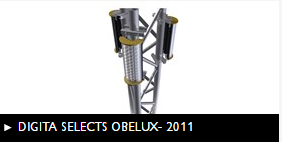 ► DIGITA SELECTS OBELUX- 2011